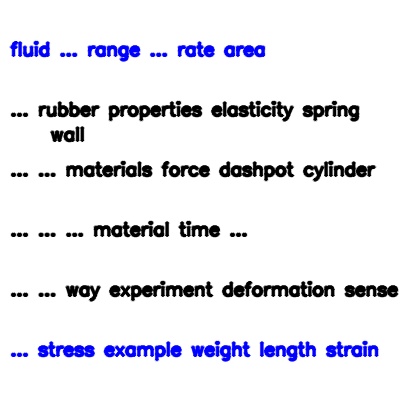 fluid ... range ... rate area
... rubber properties elasticity spring
wall
... ... materials force dashpot cylinder
... ... ... material time ...
... ... way experiment deformation sense
... stress example weight length strain